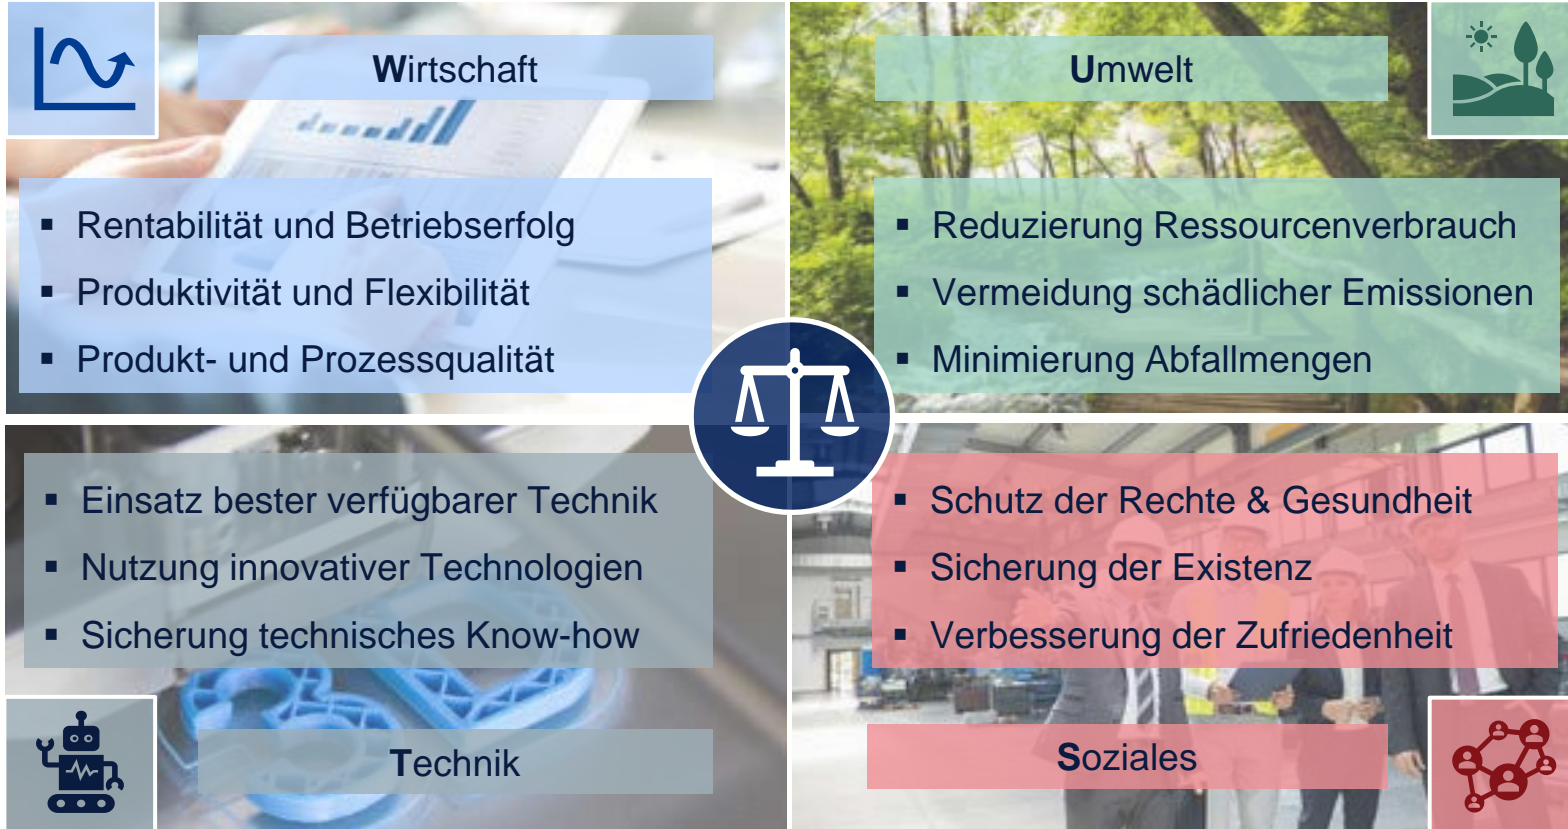 Wirtschaft
▪ Rentabilität und Betriebserfolg
▪ Produktivität und Flexibilität
▪ Produkt- und Prozessqualität
Umwelt
▪ Reduzierung Ressourcenverbrauch
▪ Vermeidung schädlicher Emissionen
▪ Minimierung Abfallmengen
▪ Einsatz bester verfügbarer Technik
▪ Nutzung innovativer Technologien
▪ Sicherung technisches Know-how
Technik
▪ Schutz der Rechte & Gesundheit
▪ Sicherung der Existenz
▪ Verbesserung der Zufriedenheit
Soziales